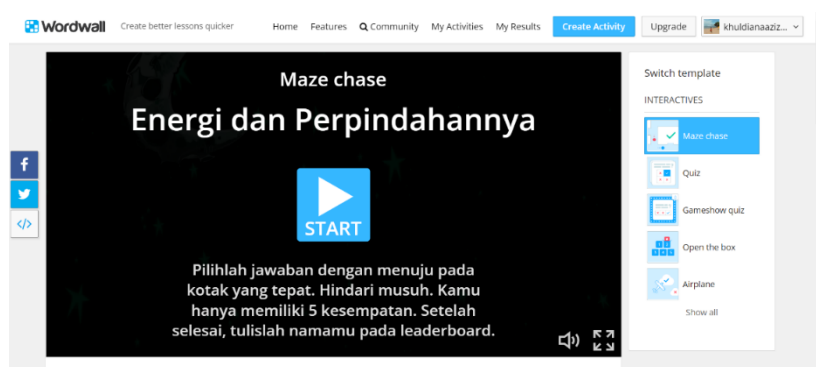 Wordwall
Create better lessons quicker
Home
Features
Community
My Activities
My Results
Create Activity
Upgrade
khuldianaaziz...
Maze chase
Energi dan Perpindahannya
START
Pilihlah jawaban dengan menuju pada
kotak yang tepat. Hindari musuh. Kamu
hanya memiliki 5 kesempatan. Setelah
selesai, tulislah namamu pada leaderboard.
f
</>
Switch template
INTERACTIVES
Maze chase
Quiz
Gameshow quiz
Open the box
Airplane
Show all